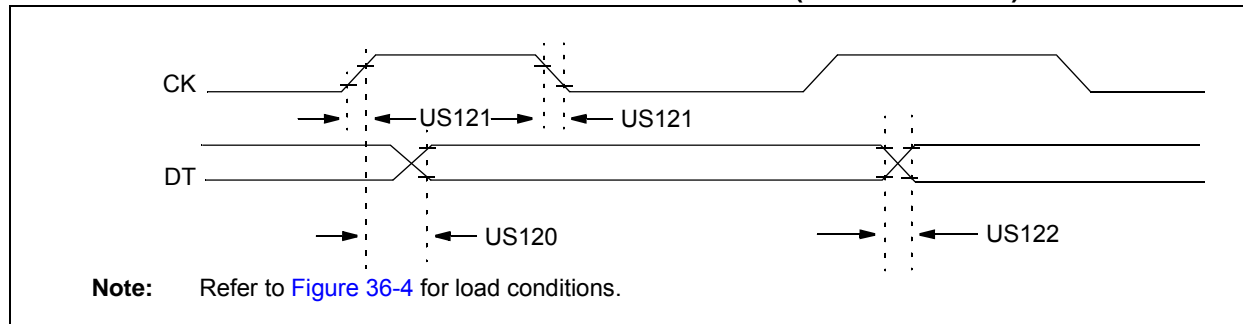 CK
US121
US121
DT
US120
US122
Note: Refer to Figure 36-4 for load conditions.